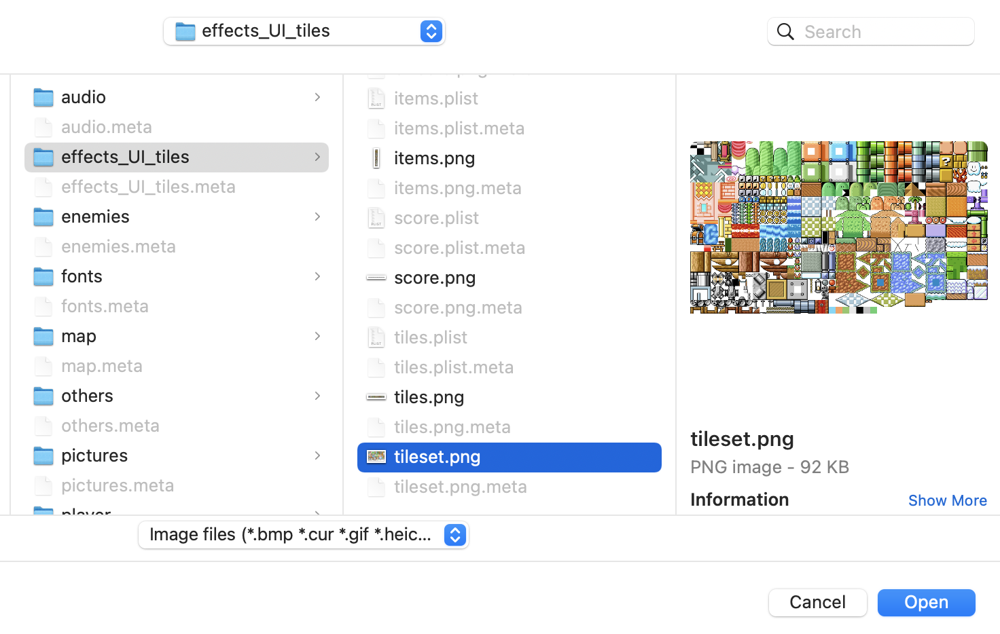 effects_UI_tiles
Search
audio
audio.meta
effects_UI_tiles
effects_UI_tiles.meta
enemies
enemies.meta
fonts
fonts.meta
map
map.meta
others
others.meta
pictures
pictures.meta
player
items.plist
items.plist.meta
items.png
items.png.meta
score.plist
score.plist.meta
score.png
score.png.meta
tiles.plist
tiles.plist.meta
tiles.png
tiles.png.meta
tileset.png
tileset.png.meta
tileset.png
PNG image - 92 KB
Information
Show More
Image files (*.bmp *.cur *.gif *.heic...
Cancel
Open